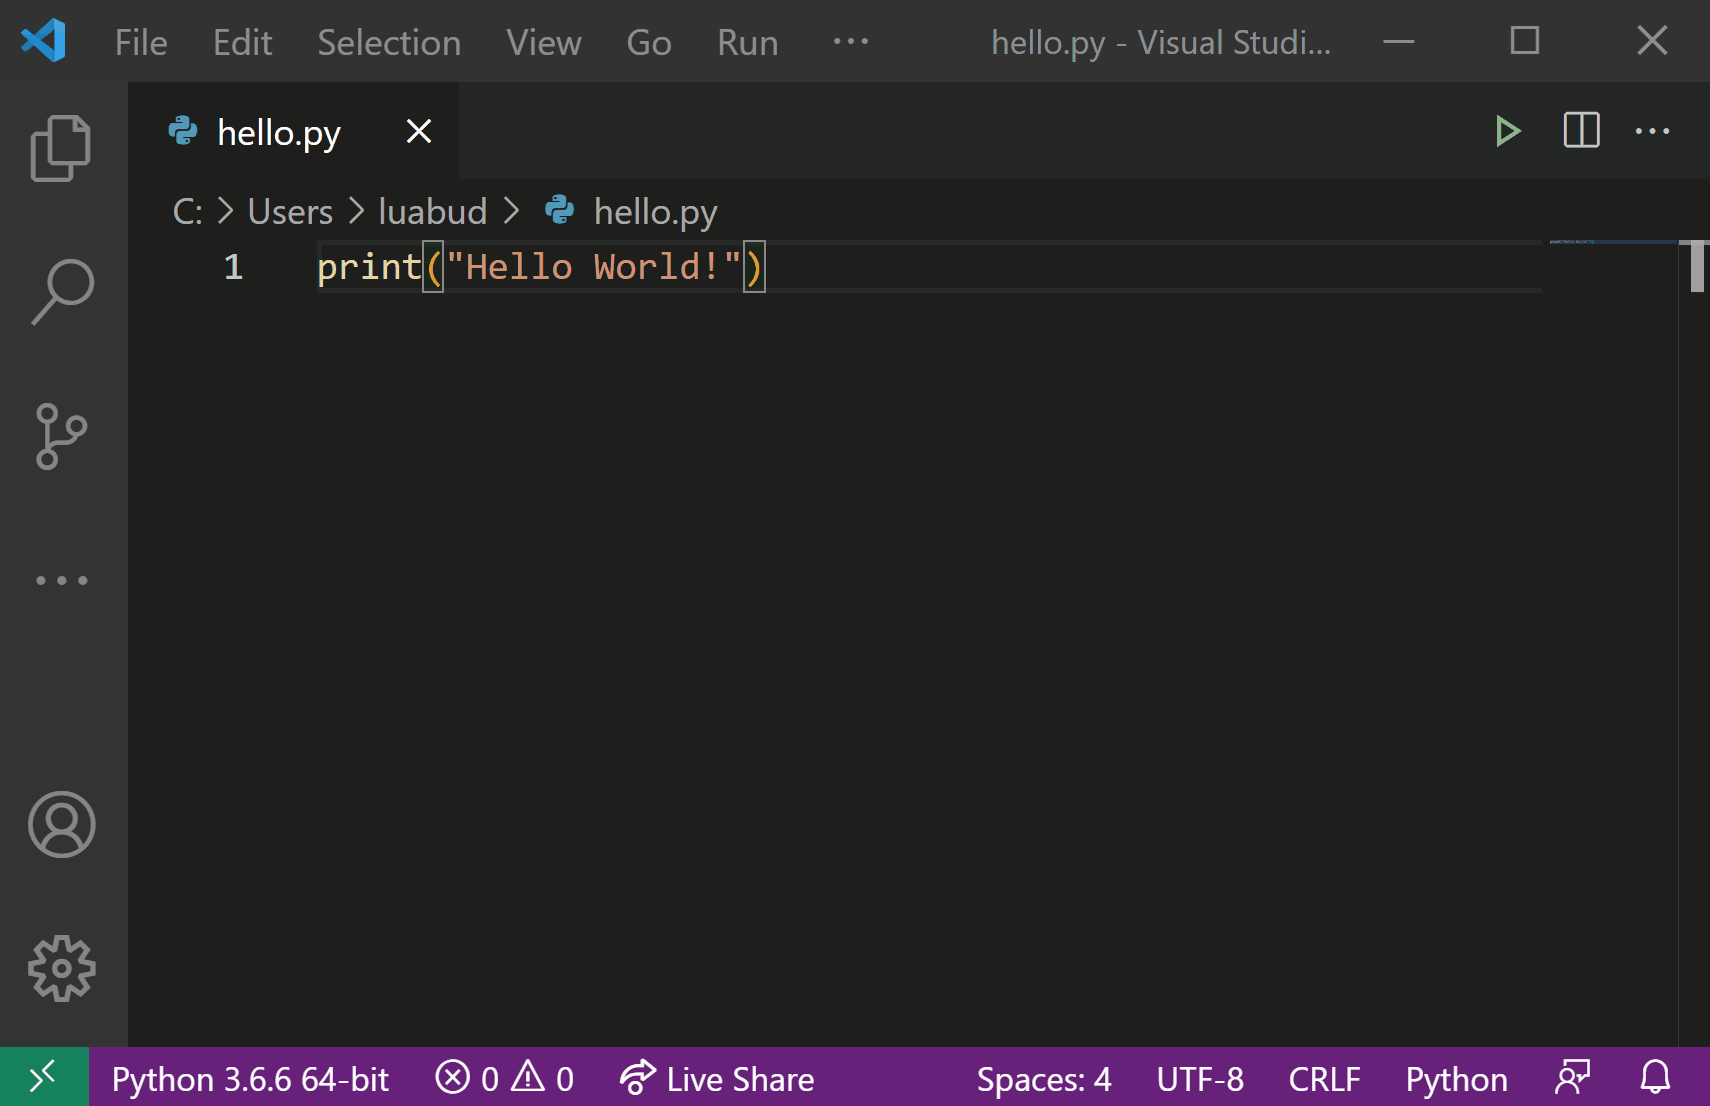 File Edit Selection View Go Run ··· hello.py - Visual Studi...
hello.py
C: > Users > luabud > hello.py
1 print("Hello World!")
Python 3.6.6 64-bit 0 0 Live Share Spaces: 4 UTF-8 CRLF Python